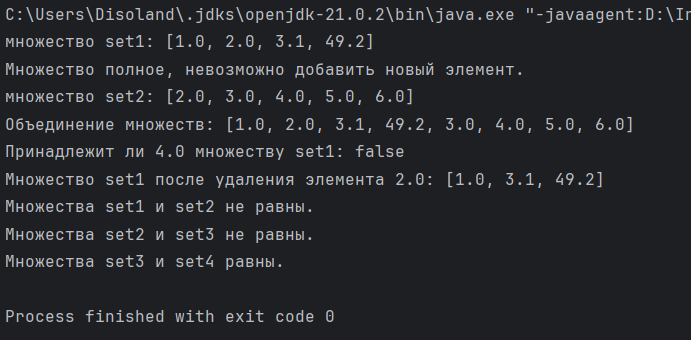 C:\Users\Disoland\.jdks\openjdk-21.0.2\bin\java.exe "-javaagent:D:\In
множество set1: [1.0, 2.0, 3.1, 49.2]
Множество полное, невозможно добавить новый элемент.
множество set2: [2.0, 3.0, 4.0, 5.0, 6.0]
Объединение множеств: [1.0, 2.0, 3.1, 49.2, 3.0, 4.0, 5.0, 6.0]
Принадлежит ли 4.0 множеству set1: false
Множество set1 после удаления элемента 2.0: [1.0, 3.1, 49.2]
Множества set1 и set2 не равны.
Множества set2 и set3 не равны.
Множества set3 и set4 равны.
Process finished with exit code 0